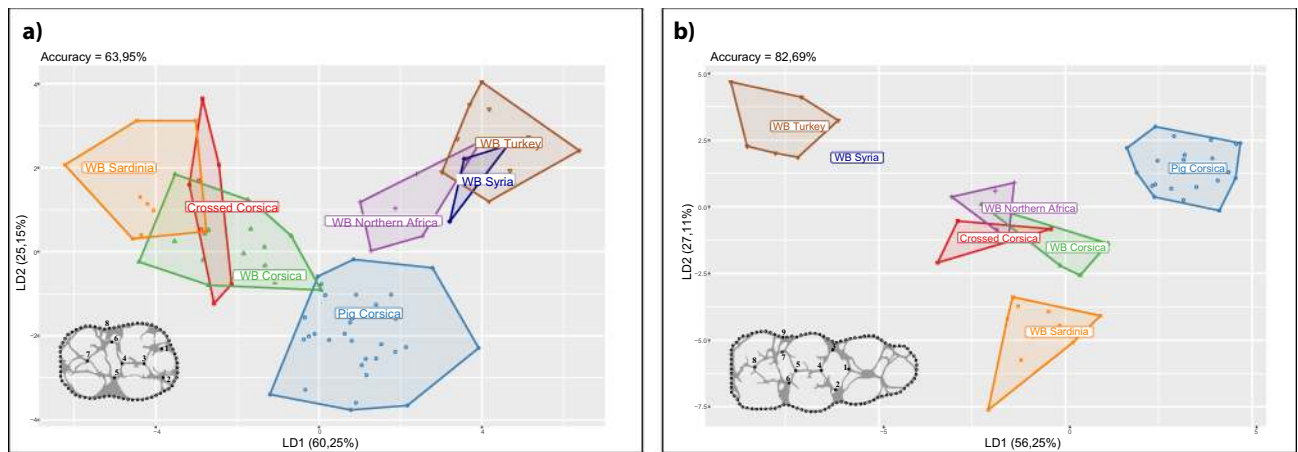 a)
Accuracy = 63,95%
4
2
0
−2
−4
LD2 (25,15%)
WB Sardinia
Crossed Corsica
WB Corsica
WB Turkey
WB Syria
WB Northern Africa
Pig Corsica
8
6
1
7
4
3
5
2
−4
0
4
LD1 (60,25%)
b)
Accuracy = 82,69%
5.0
2.5
0.0
−2.5
−5.0
−7.5
LD2 (27,11%)
WB Turkey
WB Syria
Pig Corsica
WB Northern Africa
Crossed Corsica
WB Corsica
WB Sardinia
9
7
8
5
4
1
6
2
−5
0
5
LD1 (56,25%)